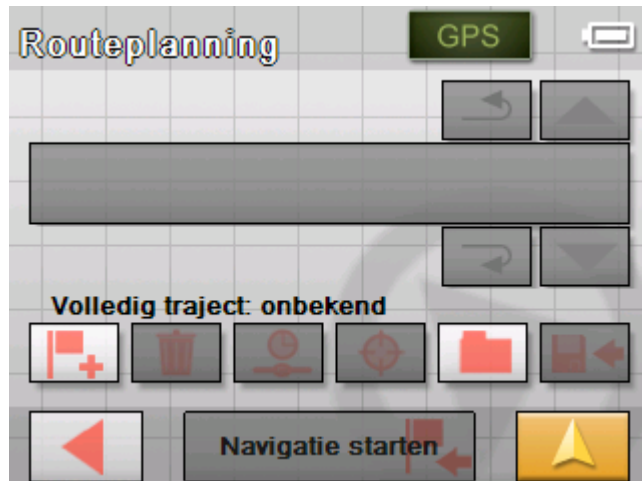 Routeplanning
GPS
Volledig traject: onbekend
Navigatie starten